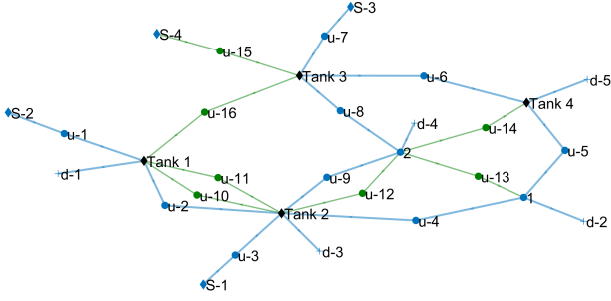 S-3
S-4
u-7
u-15
Tank 3
u-6
d-5
Tank 4
S-2
u-16
u-8
d-4
u-14
u-1
2
u-5
Tank 1
d-1
u-11
u-9
u-13
u-10
u-12
u-2
1
Tank 2
u-4
d-2
d-3
u-3
S-1